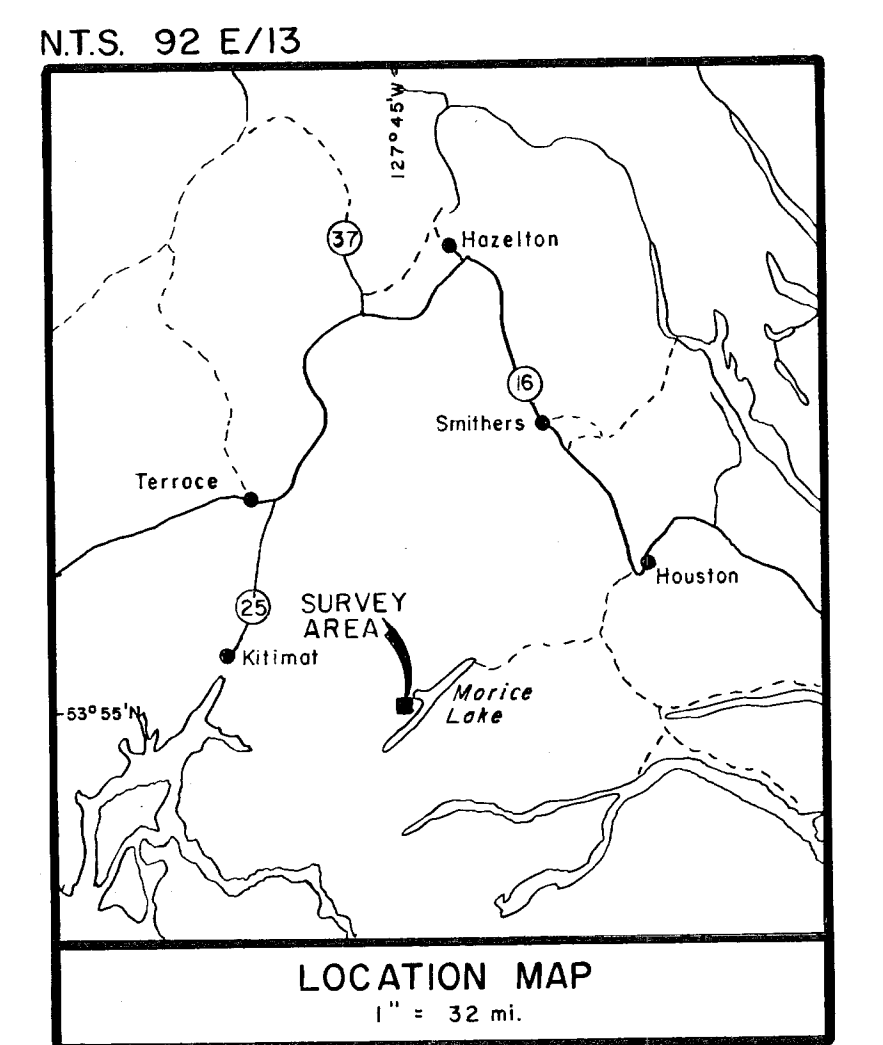 N.T.S. 92 E/13
127°45'W
37
Hazelton
16
Smithers
Terrace
Houston
25
SURVEY
AREA
Kitimat
Morice
Lake
53°55'N
LOCATION MAP
1" = 32 mi.